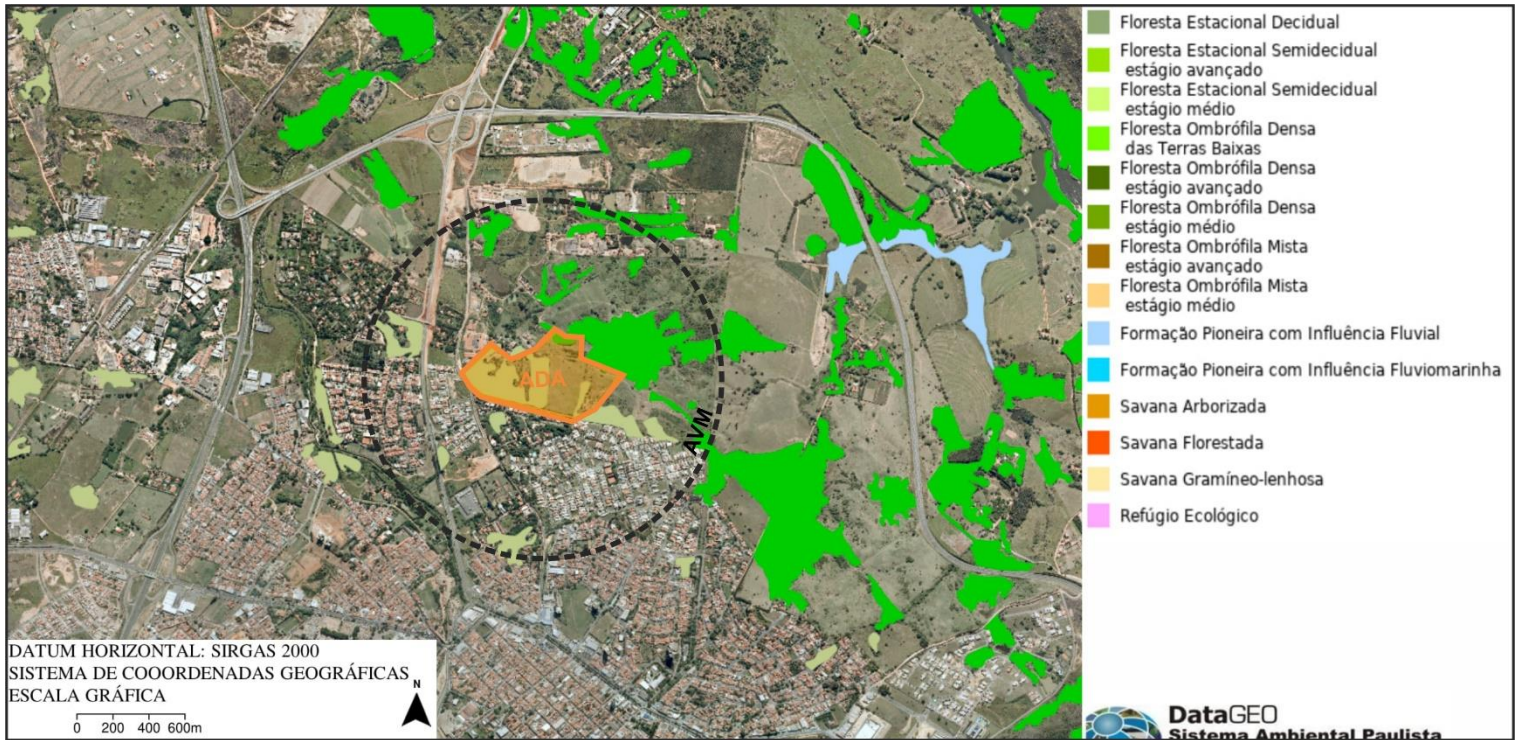 Floresta Estacional Decidual
Floresta Estacional Semidecidual
estágio avançado
Floresta Estacional Semidecidual
estágio médio
Floresta Ombrófila Densa
das Terras Baixas
Floresta Ombrófila Densa
estágio avançado
Floresta Ombrófila Densa
estágio médio
Floresta Ombrófila Mista
estágio avançado
Floresta Ombrófila Mista
estágio médio
Formação Pioneira com Influência Fluvial
Formação Pioneira com Influência Fluviomarinha
Savana Arborizada
Savana Florestada
Savana Gramíneo-lenhosa
Refúgio Ecológico
ADA
AVM
DATUM HORIZONTAL: SIRGAS 2000
SISTEMA DE COOORDENADAS GEOGRÁFICAS
ESCALA GRÁFICA
N
0 200 400 600m
DataGEO
Sistema Ambiental Paulista